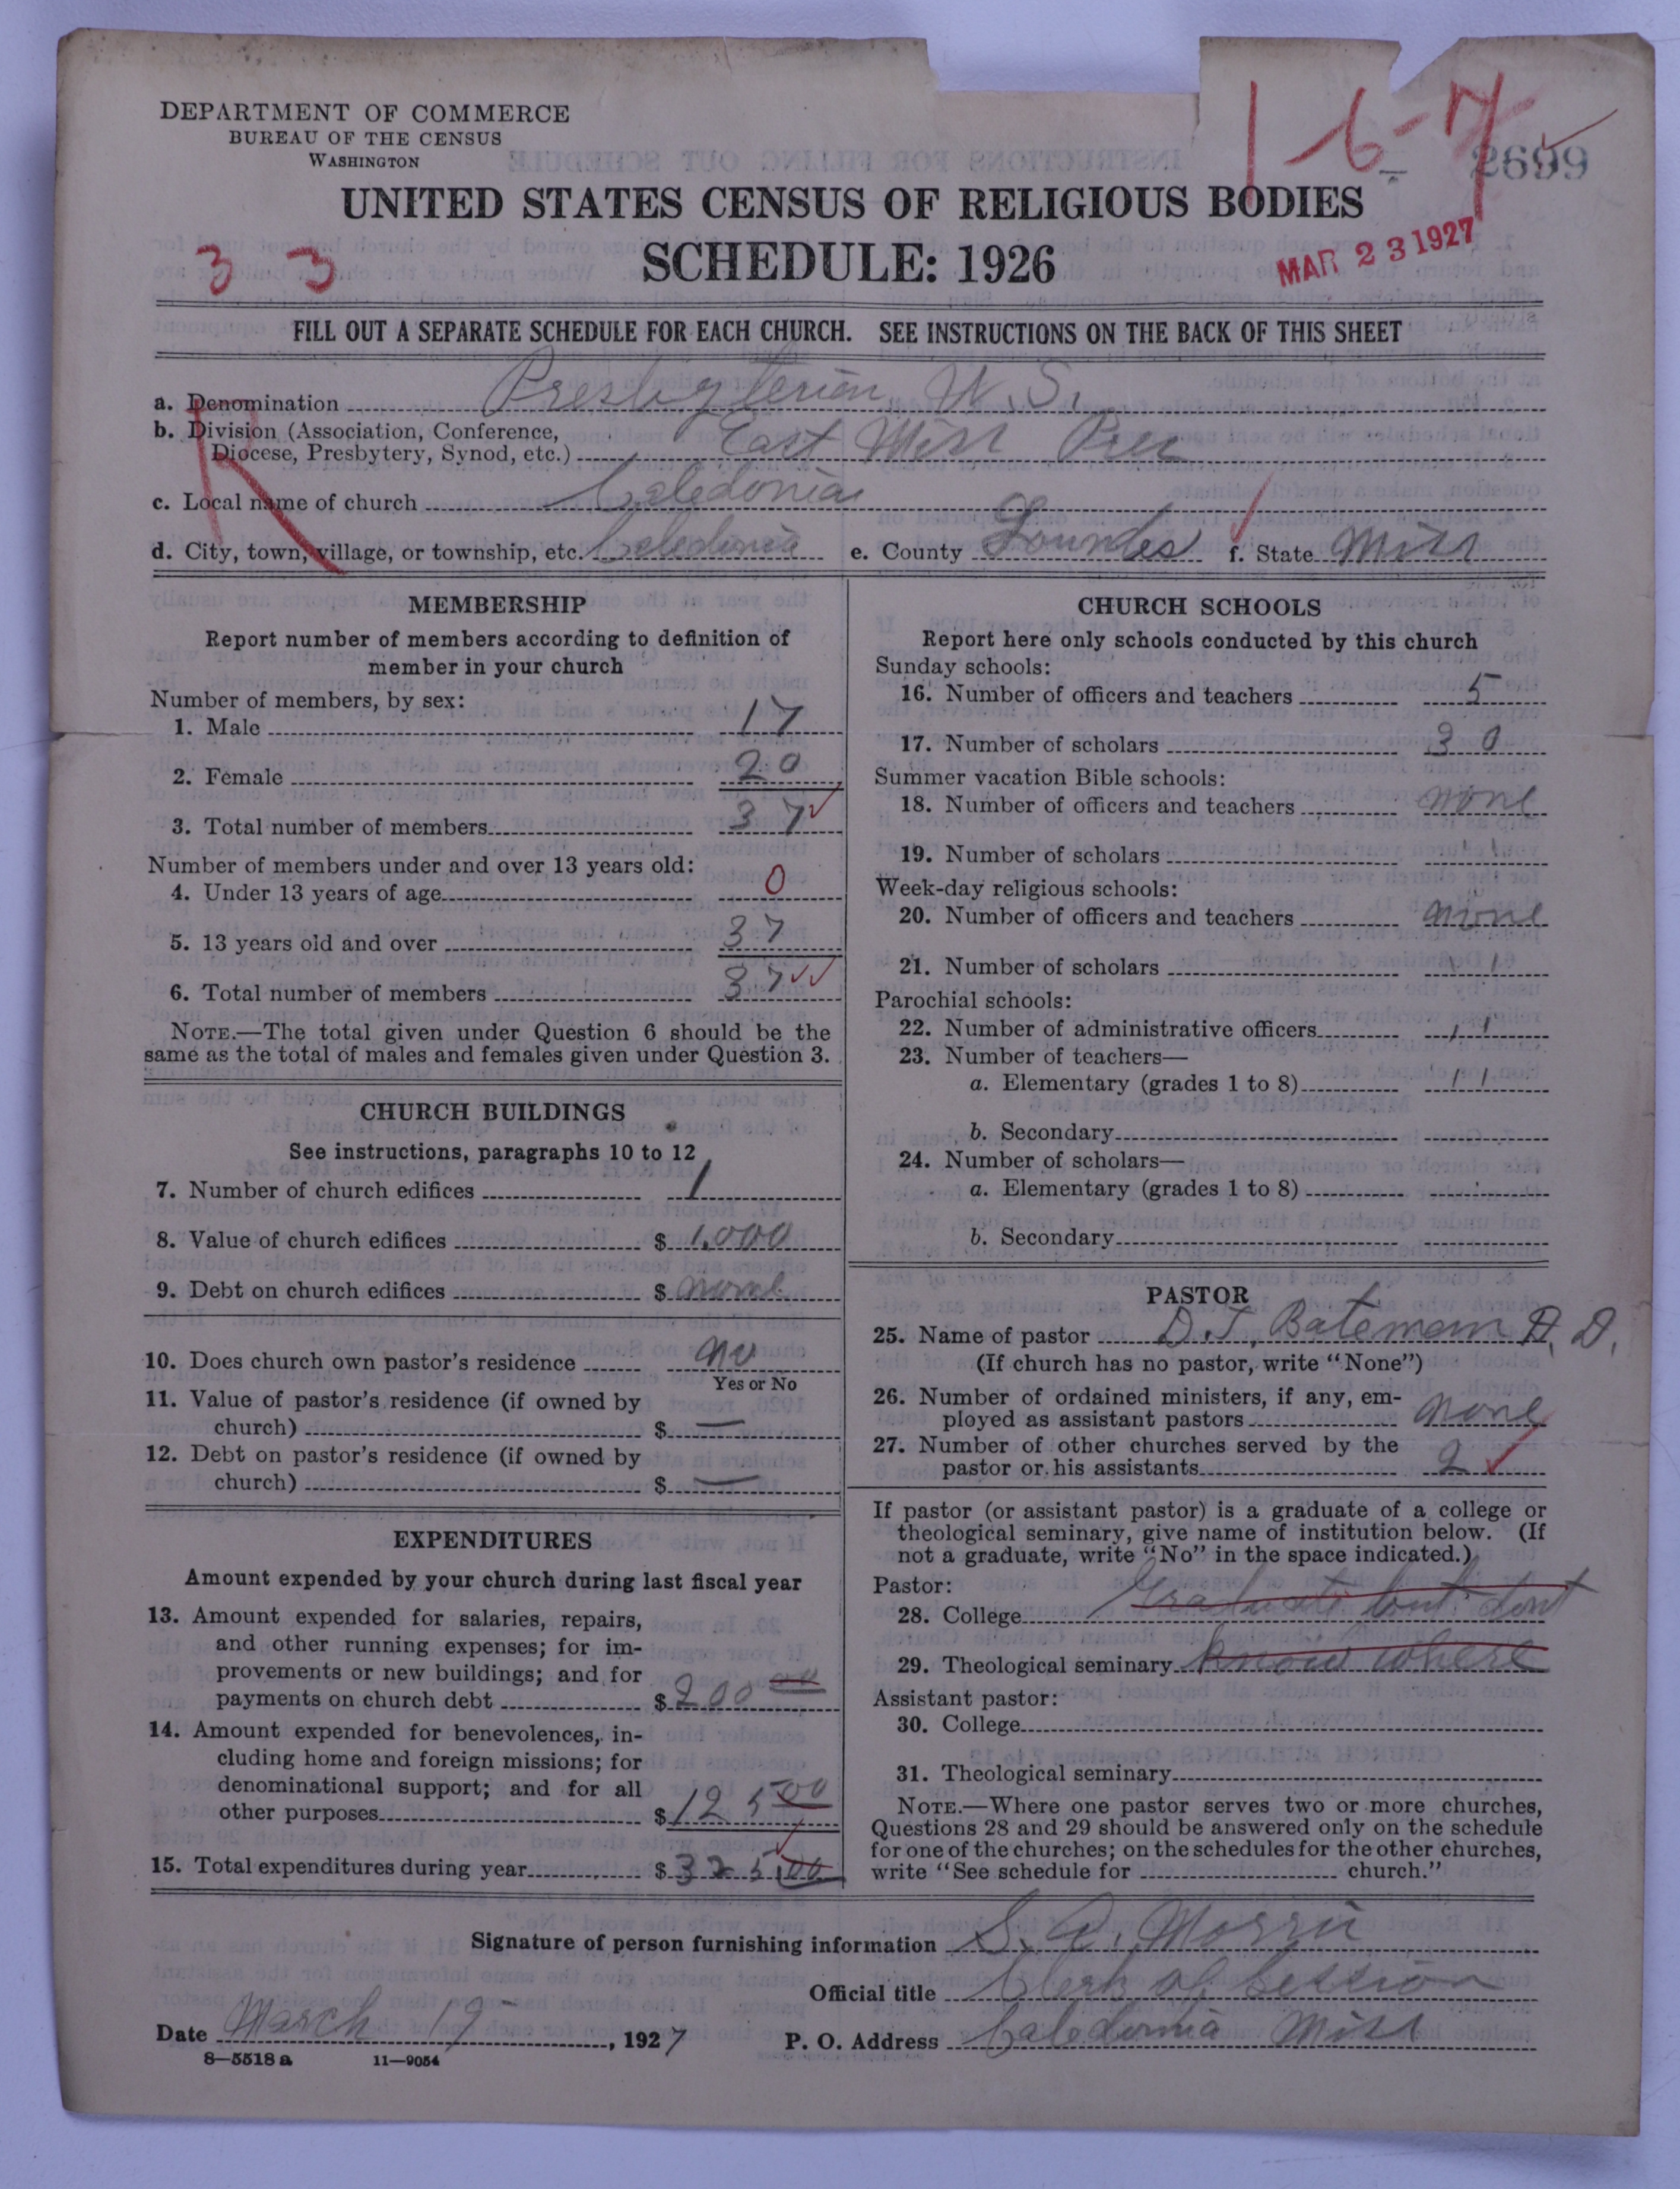 DEPARTMENT OF COMMERCE
BUREAU OF THE CENSUS
WASHINGTON
1 6-7
2699
UNITED STATES CENSUS OF RELIGIOUS BODIES
SCHEDULE: 1926
3 3
MAR 23 1927
FILL OUT A SEPARATE SCHEDULE FOR EACH CHURCH. SEE INSTRUCTIONS ON THE BACK OF THIS SHEET
a. Denomination Presbyterian U. S.
b. Division (Association, Conference,
Diocese, Presbytery, Synod, etc.) East Miss Pres
R
c. Local name of church Caledonia
d. City, town, village, or township, etc. Caledonia e. County Lowndes f. State Miss
MEMBERSHIP
Report number of members according to definition of
member in your church
Number of members, by sex:
1. Male 17
2. Female 20
3. Total number of members 37
Number of members under and over 13 years old:
4. Under 13 years of age 0
5. 13 years old and over 37
6. Total number of members 37
NOTE.—The total given under Question 6 should be the
same as the total of males and females given under Question 3.
CHURCH BUILDINGS
See instructions, paragraphs 10 to 12
7. Number of church edifices 1
8. Value of church edifices $ 1,000
9. Debt on church edifices $ none
10. Does church own pastor's residence no
Yes or No
11. Value of pastor's residence (if owned by
church) $ —
12. Debt on pastor's residence (if owned by
church) $ —
EXPENDITURES
Amount expended by your church during last fiscal year
13. Amount expended for salaries, repairs,
and other running expenses; for im-
provements or new buildings; and for
payments on church debt $ 200 00
14. Amount expended for benevolences, in-
cluding home and foreign missions; for
denominational support; and for all
other purposes $ 125 00
15. Total expenditures during year $ 325.00
CHURCH SCHOOLS
Report here only schools conducted by this church
Sunday schools:
16. Number of officers and teachers 5
17. Number of scholars 30
Summer vacation Bible schools:
18. Number of officers and teachers none
19. Number of scholars " "
Week-day religious schools:
20. Number of officers and teachers none
21. Number of scholars " "
Parochial schools:
22. Number of administrative officers " "
23. Number of teachers—
a. Elementary (grades 1 to 8) " "
b. Secondary
24. Number of scholars—
a. Elementary (grades 1 to 8)
b. Secondary
PASTOR
25. Name of pastor D. J. Bateman D. D.
(If church has no pastor, write "None")
26. Number of ordained ministers, if any, em-
ployed as assistant pastors none
27. Number of other churches served by the
pastor or his assistants 2
If pastor (or assistant pastor) is a graduate of a college or
theological seminary, give name of institution below. (If
not a graduate, write "No" in the space indicated.)
Pastor:
28. College Graduate but dont
29. Theological seminary know where
Assistant pastor:
30. College
31. Theological seminary
NOTE.—Where one pastor serves two or more churches,
Questions 28 and 29 should be answered only on the schedule
for one of the churches; on the schedules for the other churches,
write "See schedule for church."
Signature of person furnishing information S. Q. Morris
Official title Clerk of Session
Date March 19, 1927 P. O. Address Caledonia Miss
8—5518 a 11—9054